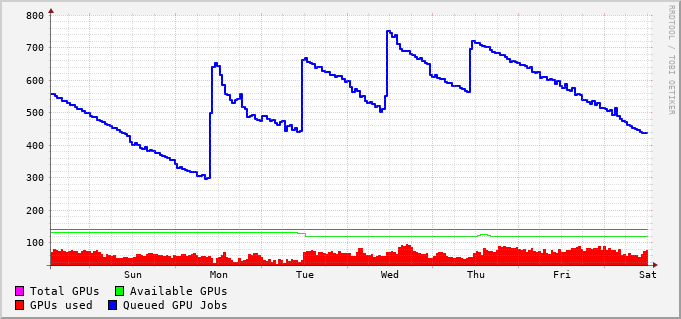 800
700
600
500
400
300
200
100
Sun Mon Tue Wed Thu Fri Sat
Total GPUs Available GPUs
GPUs used Queued GPU Jobs
RRDTOOL / TOBI OETIKER